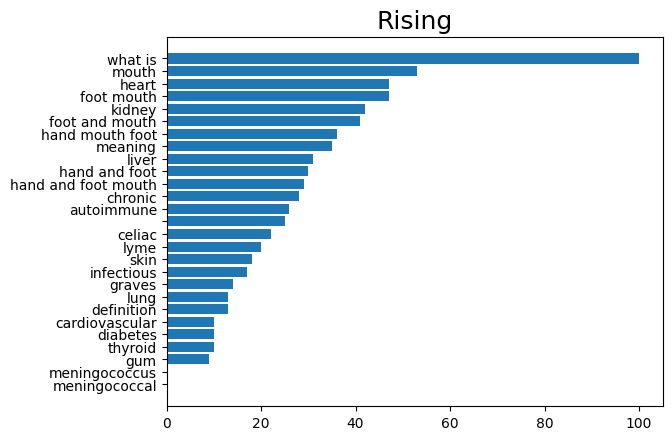 Rising
what is
mouth
heart
foot mouth
kidney
foot and mouth
hand mouth foot
meaning
liver
hand and foot
hand and foot mouth
chronic
autoimmune
celiac
lyme
skin
infectious
graves
lung
definition
cardiovascular
diabetes
thyroid
gum
meningococcus
meningococcal
0 20 40 60 80 100